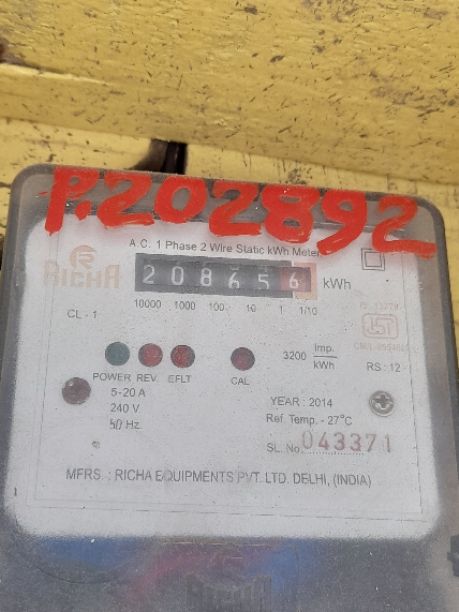 P.202892
A.C. 1 Phase 2 Wire Static kWh Meter
RICHA
208656 kWh
10000 1000 100 10 1 1/10
CL - 1
3200 Imp. kWh
POWER REV. EFLT CAL
RS : 12
5-20 A
240 V
50 Hz.
YEAR : 2014
Ref. Temp. - 27°C
SL. No. 043371
MFRS. : RICHA EQUIPMENTS PVT. LTD. DELHI, (INDIA)
RICHA